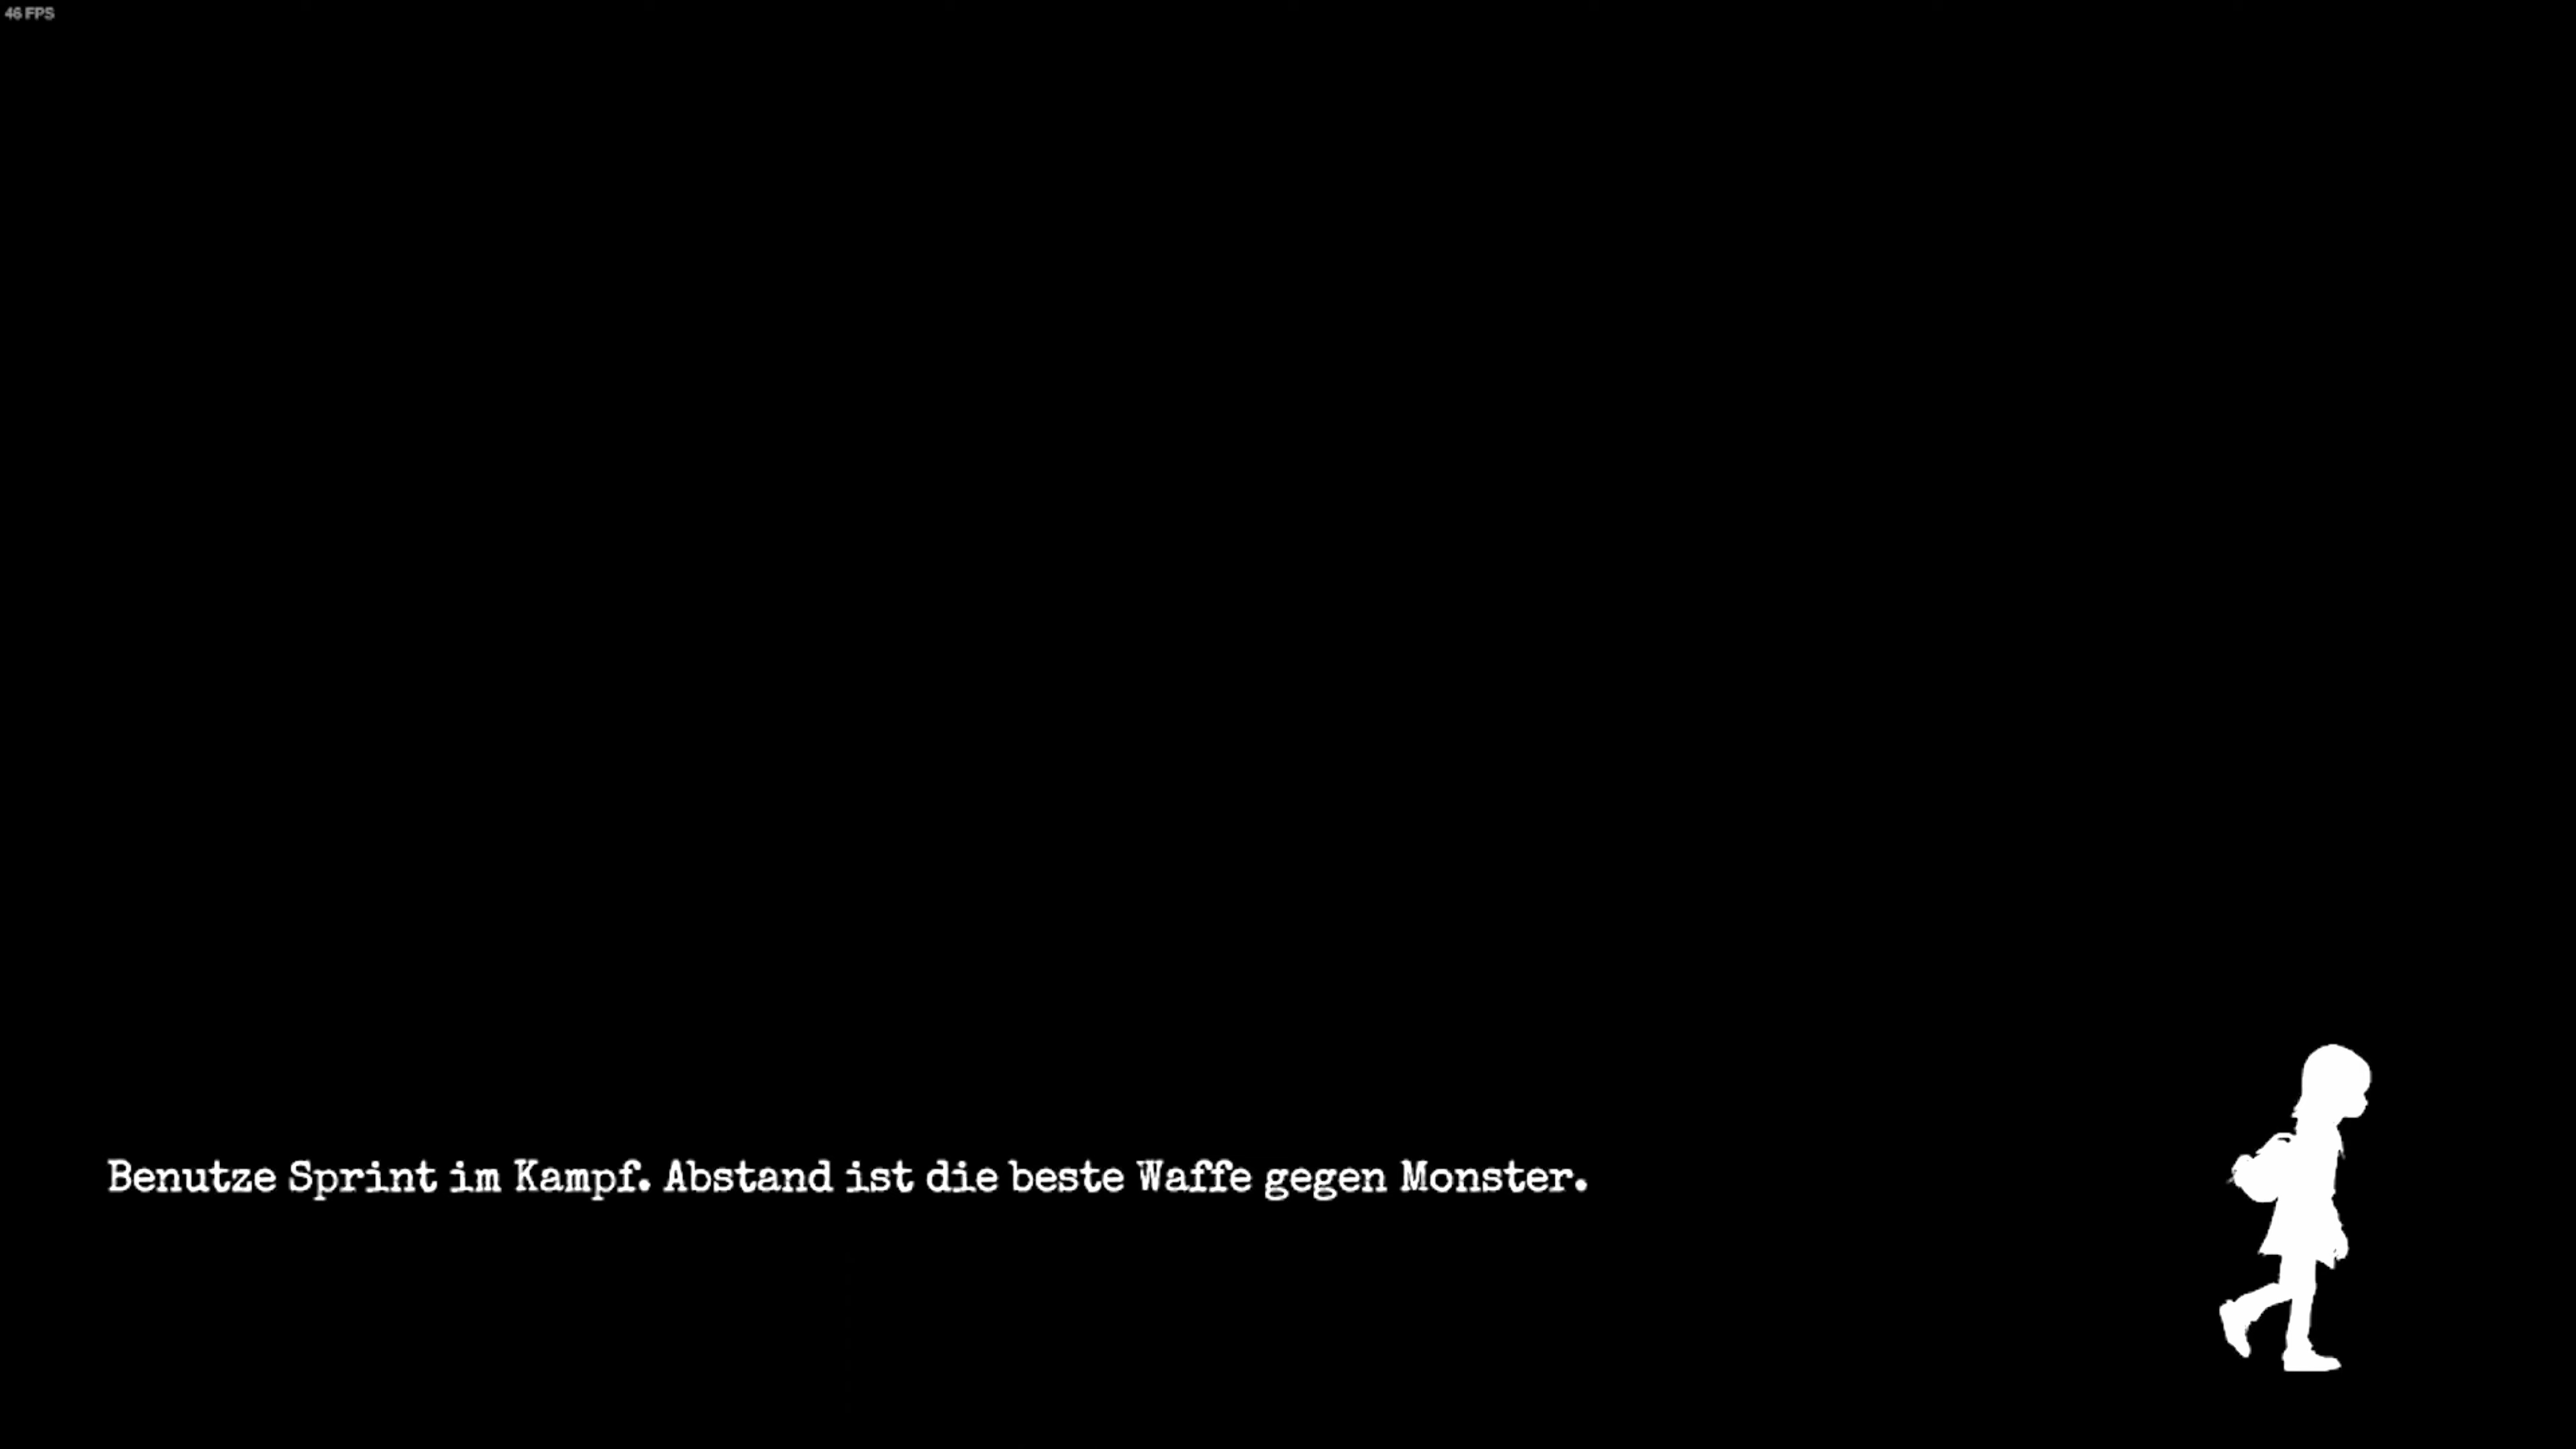 46 FPS
Benutze Sprint im Kampf. Abstand ist die beste Waffe gegen Monster.